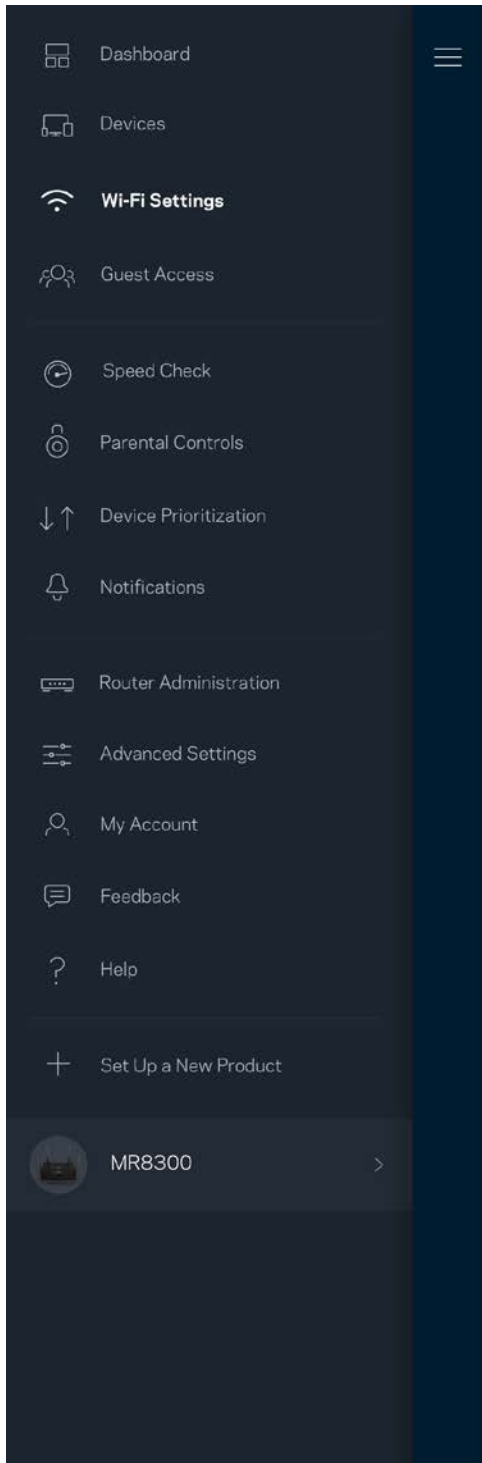 Dashboard
Devices
Wi-Fi Settings
Guest Access
Speed Check
Parental Controls
Device Prioritization
Notifications
Router Administration
Advanced Settings
My Account
Feedback
Help
Set Up a New Product
MR8300